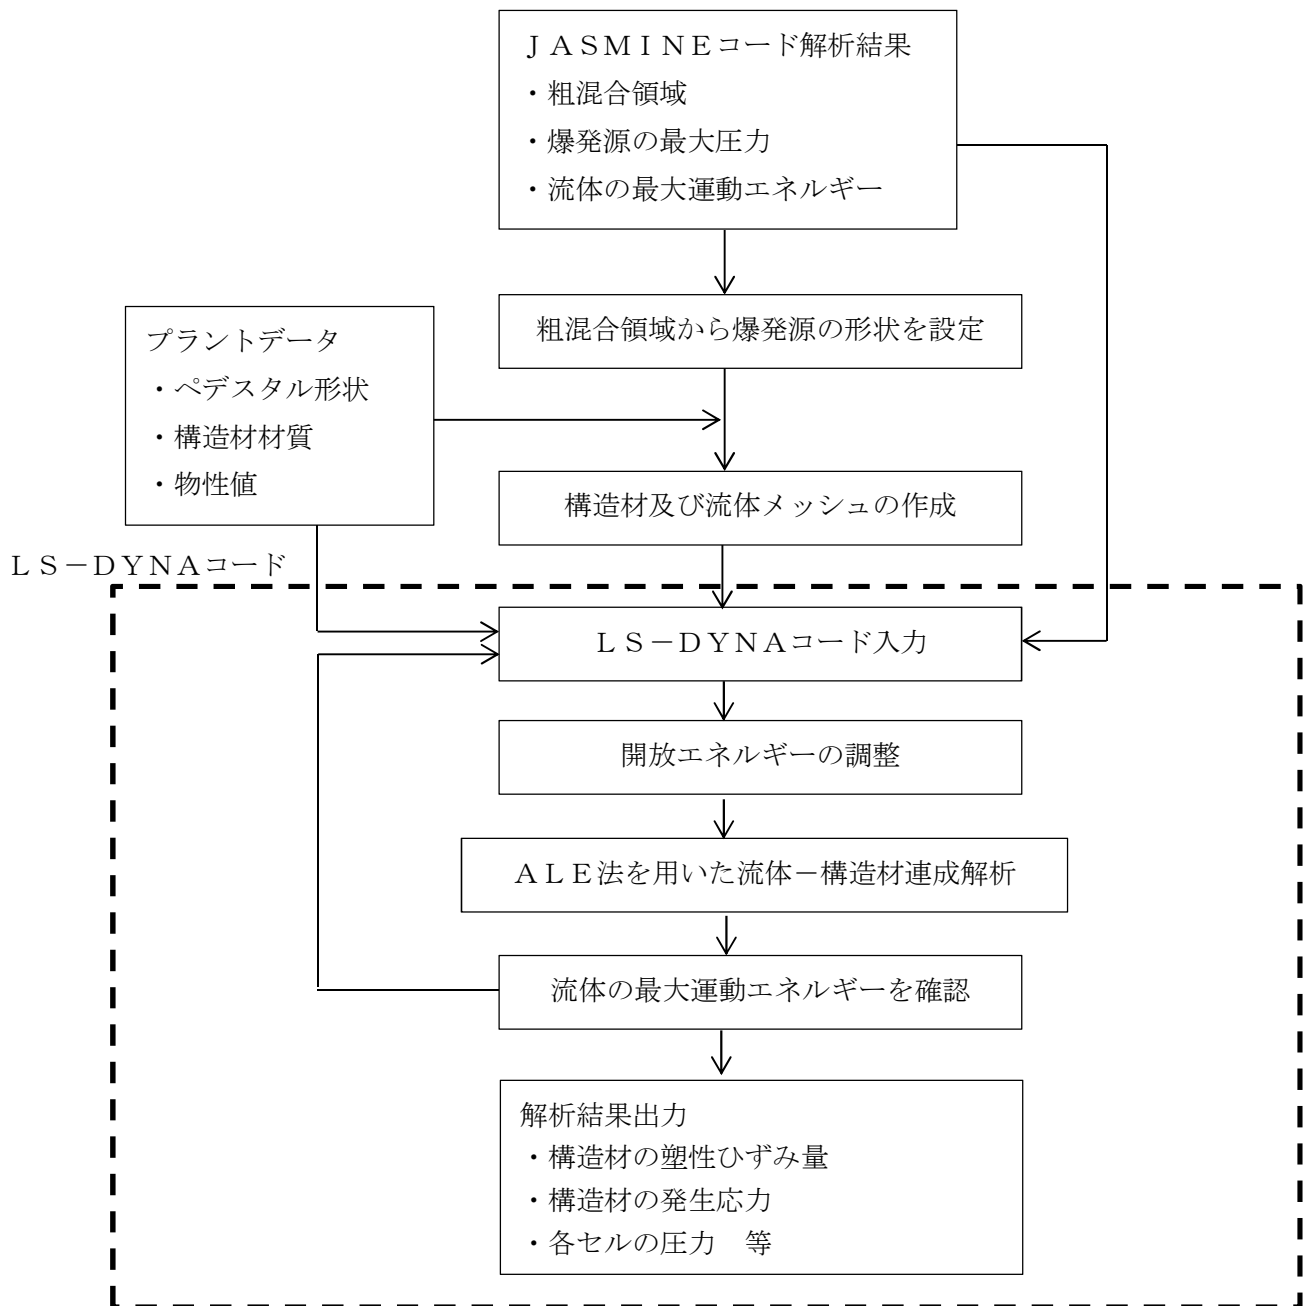 ＪＡＳＭＩＮＥコード解析結果
・粗混合領域
・爆発源の最大圧力
・流体の最大運動エネルギー
粗混合領域から爆発源の形状を設定
プラントデータ
・ペデスタル形状
・構造材材質
・物性値
構造材及び流体メッシュの作成
ＬＳ－ＤＹＮＡコード
ＬＳ－ＤＹＮＡコード入力
開放エネルギーの調整
ＡＬＥ法を用いた流体－構造材連成解析
流体の最大運動エネルギーを確認
解析結果出力
・構造材の塑性ひずみ量
・構造材の発生応力
・各セルの圧力　等